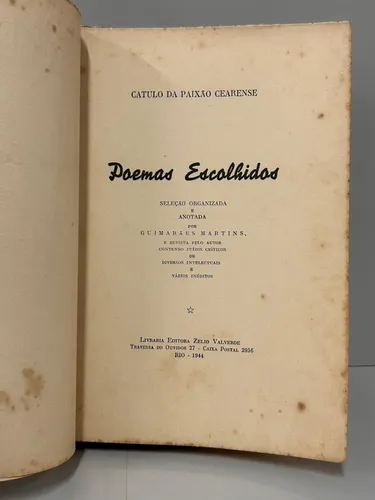 CATULO DA PAIXÃO CEARENSE
Poemas Escolhidos
SELEÇÃO ORGANIZADA
E
ANOTADA
POR
GUIMARÃES MARTINS,
E REVISTA PELO AUTOR
CONTENDO JUÍZOS CRÍTICOS
DE
DIVERSOS INTELECTUAIS
E
VÁRIOS INÉDITOS
LIVRARIA EDITORA ZELIO VALVERDE
TRAVESSA DO OUVIDOR 27 - CAIXA POSTAL 2956
RIO - 1944